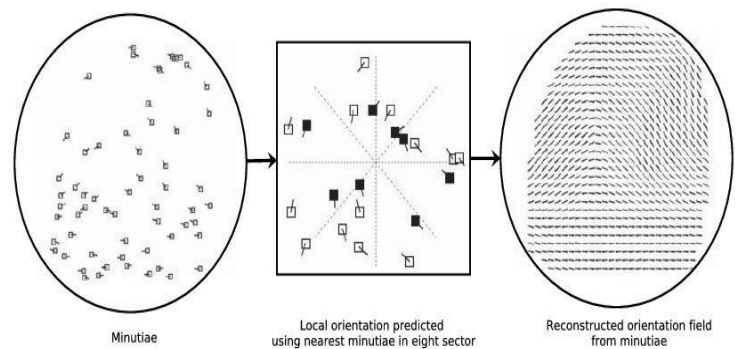 Minutiae
Local orientation predicted
using nearest minutiae in eight sector
Reconstructed orientation field
from minutiae